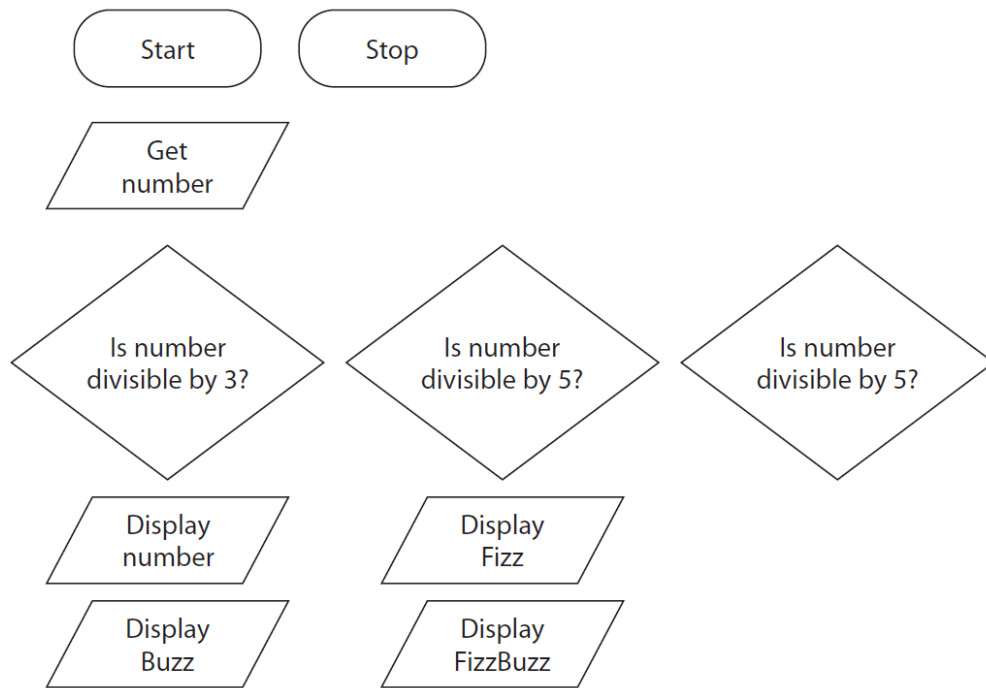 Start
Stop
Get
number
Is number
divisible by 3?
Is number
divisible by 5?
Is number
divisible by 5?
Display
number
Display
Fizz
Display
Buzz
Display
FizzBuzz